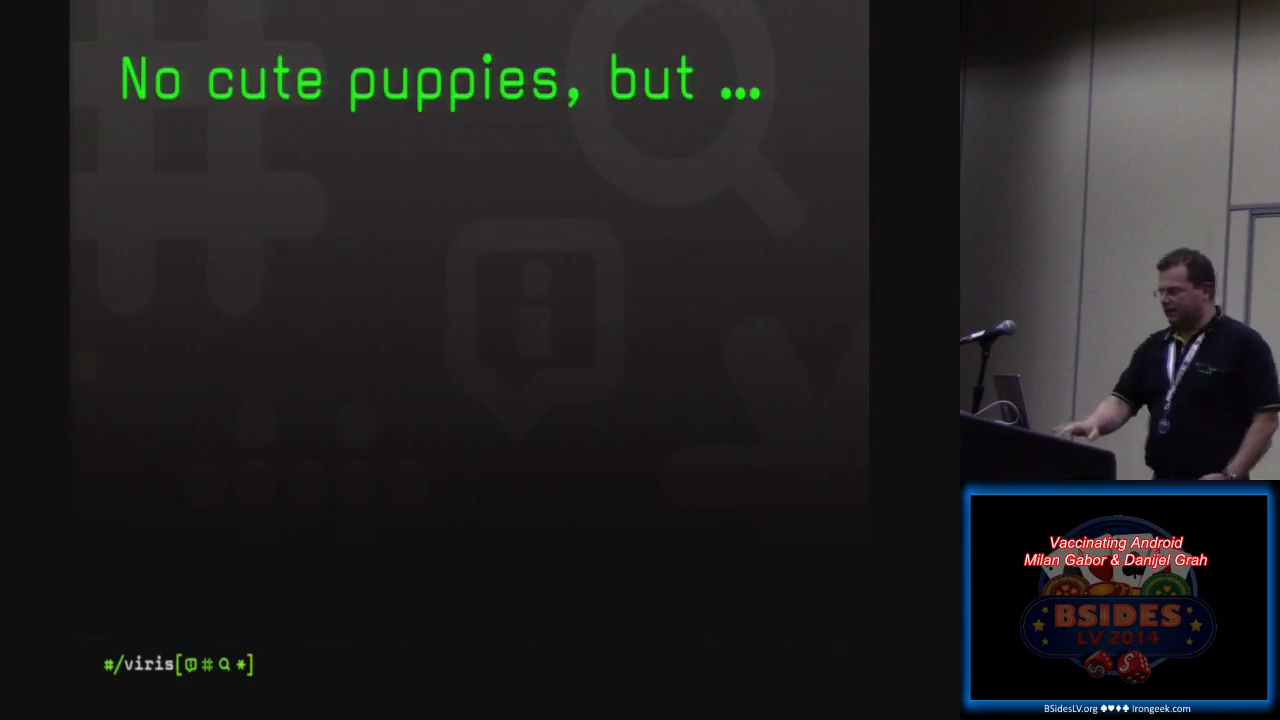 No cute puppies, but ...
#/viris[ # *]
Vaccinating Android
Milan Gabor & Danijel Grah
BSIDES
LV 2014
BSidesLV.org ♠♥♦♣ Irongeek.com